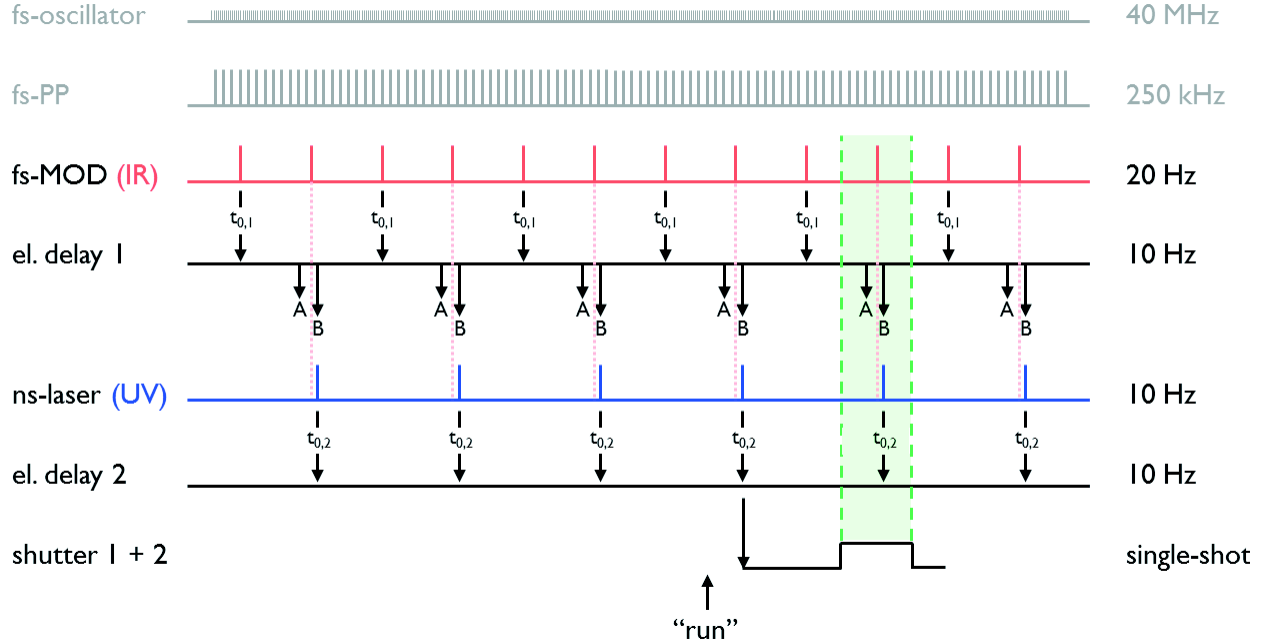 fs-oscillator 40 MHz
fs-PP 250 kHz
fs-MOD (IR) 20 Hz
t0,1 t0,1 t0,1 t0,1 t0,1 t0,1
el. delay 1 10 Hz
A A A A A A
B B B B B B
ns-laser (UV) 10 Hz
t0,2 t0,2 t0,2 t0,2 t0,2 t0,2
el. delay 2 10 Hz
shutter 1 + 2 single-shot
“run”